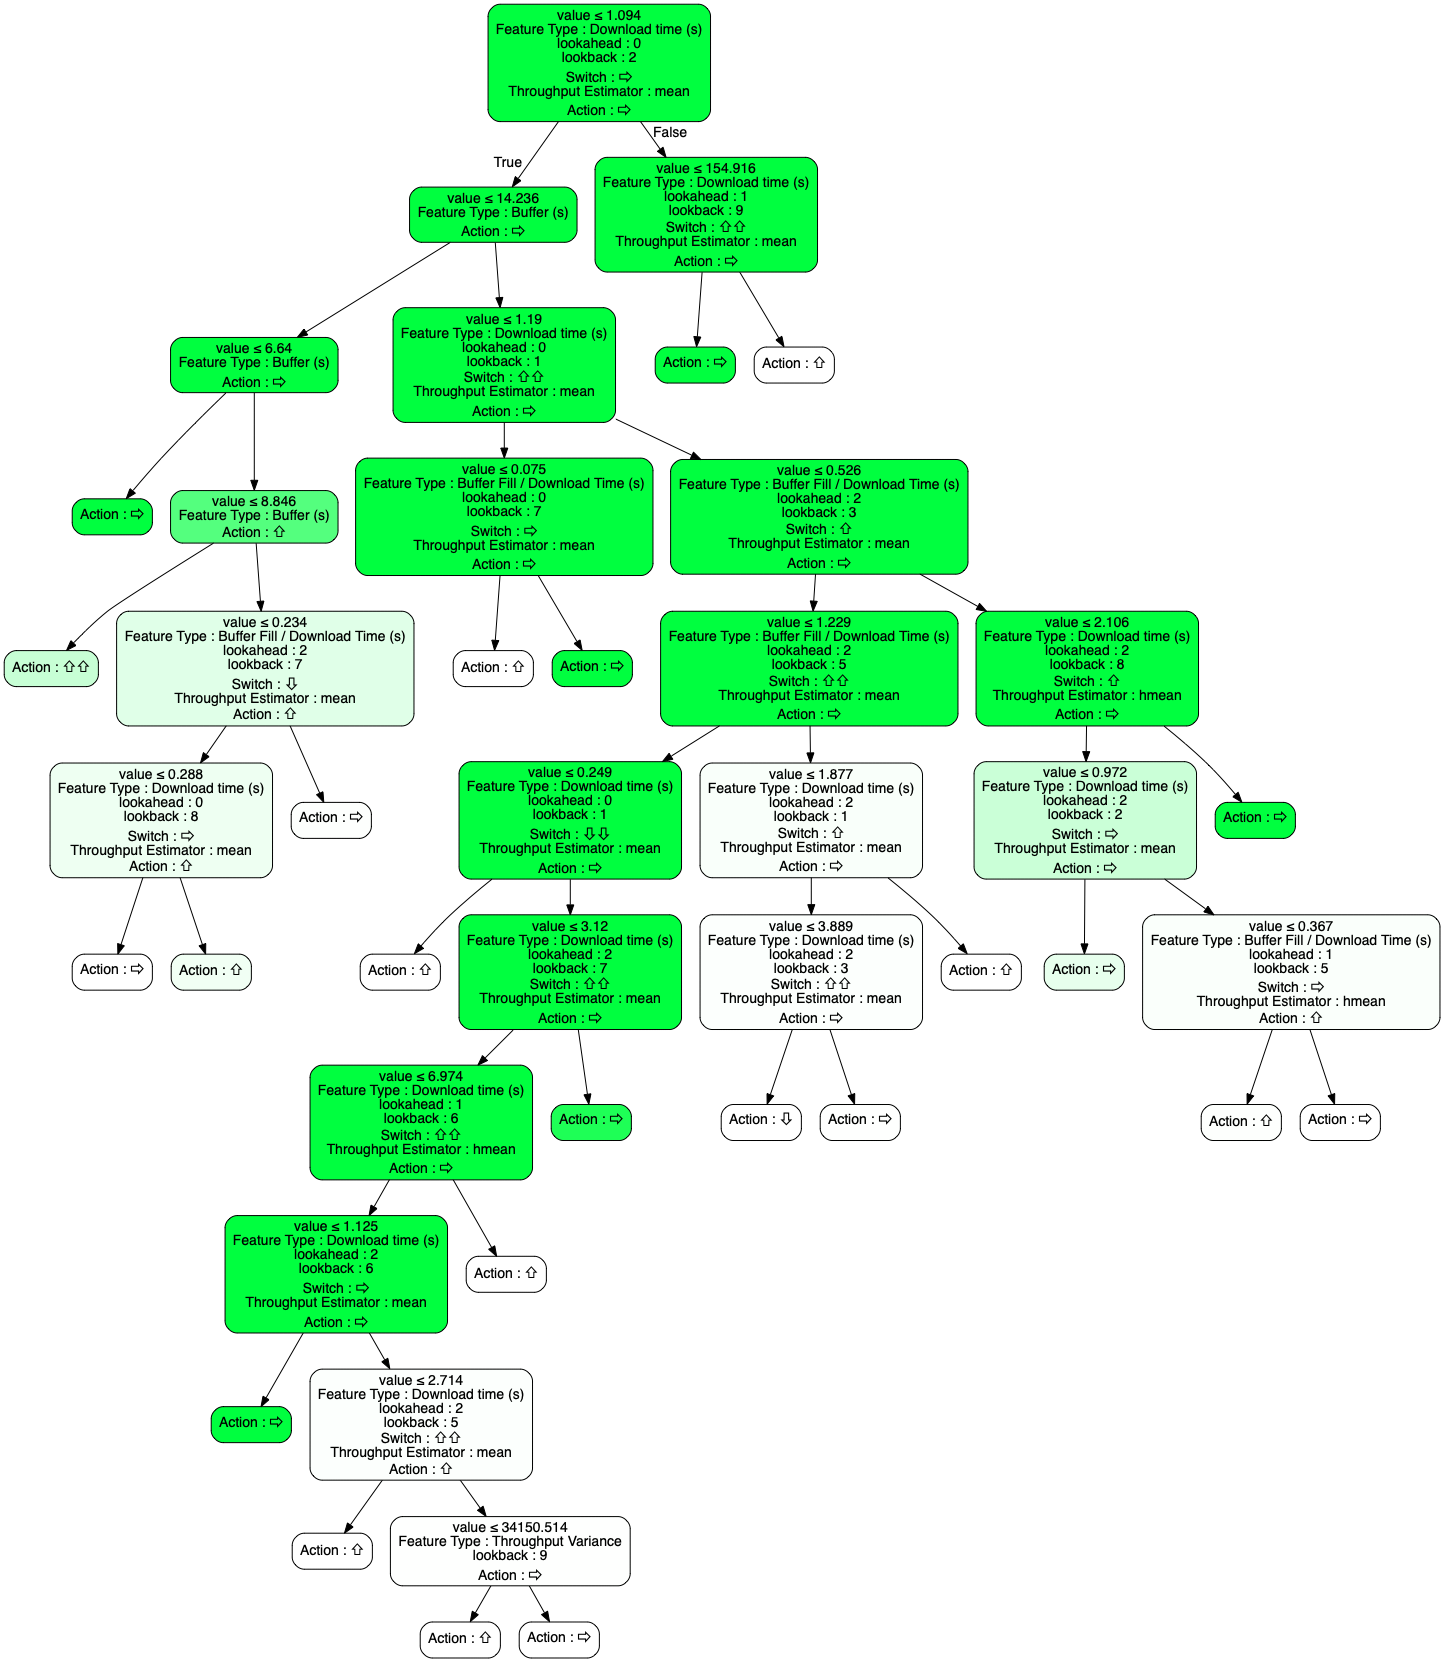 value ≤ 1.094
Feature Type : Download time (s)
lookahead : 0
lookback : 2
Switch : ⇨
Throughput Estimator : mean
Action : ⇨
True
False
value ≤ 14.236
Feature Type : Buffer (s)
Action : ⇨
value ≤ 154.916
Feature Type : Download time (s)
lookahead : 1
lookback : 9
Switch : ⇧⇧
Throughput Estimator : mean
Action : ⇨
value ≤ 6.64
Feature Type : Buffer (s)
Action : ⇨
value ≤ 1.19
Feature Type : Download time (s)
lookahead : 0
lookback : 1
Switch : ⇧⇧
Throughput Estimator : mean
Action : ⇨
Action : ⇨
Action : ⇧
Action : ⇨
value ≤ 8.846
Feature Type : Buffer (s)
Action : ⇧
value ≤ 0.075
Feature Type : Buffer Fill / Download Time (s)
lookahead : 0
lookback : 7
Switch : ⇨
Throughput Estimator : mean
Action : ⇨
value ≤ 0.526
Feature Type : Buffer Fill / Download Time (s)
lookahead : 2
lookback : 3
Switch : ⇧
Throughput Estimator : mean
Action : ⇨
Action : ⇧⇧
value ≤ 0.234
Feature Type : Buffer Fill / Download Time (s)
lookahead : 2
lookback : 7
Switch : ⇩
Throughput Estimator : mean
Action : ⇧
Action : ⇧
Action : ⇨
value ≤ 1.229
Feature Type : Buffer Fill / Download Time (s)
lookahead : 2
lookback : 5
Switch : ⇧⇧
Throughput Estimator : mean
Action : ⇨
value ≤ 2.106
Feature Type : Download time (s)
lookahead : 2
lookback : 8
Switch : ⇧
Throughput Estimator : hmean
Action : ⇨
value ≤ 0.288
Feature Type : Download time (s)
lookahead : 0
lookback : 8
Switch : ⇨
Throughput Estimator : mean
Action : ⇧
Action : ⇨
value ≤ 0.249
Feature Type : Download time (s)
lookahead : 0
lookback : 1
Switch : ⇩⇩
Throughput Estimator : mean
Action : ⇨
value ≤ 1.877
Feature Type : Download time (s)
lookahead : 2
lookback : 1
Switch : ⇧
Throughput Estimator : mean
Action : ⇨
value ≤ 0.972
Feature Type : Download time (s)
lookahead : 2
lookback : 2
Switch : ⇨
Throughput Estimator : mean
Action : ⇨
Action : ⇨
Action : ⇨
Action : ⇧
Action : ⇧
value ≤ 3.12
Feature Type : Download time (s)
lookahead : 2
lookback : 7
Switch : ⇧⇧
Throughput Estimator : mean
Action : ⇨
value ≤ 3.889
Feature Type : Download time (s)
lookahead : 2
lookback : 3
Switch : ⇧⇧
Throughput Estimator : mean
Action : ⇨
Action : ⇧
Action : ⇨
value ≤ 0.367
Feature Type : Buffer Fill / Download Time (s)
lookahead : 1
lookback : 5
Switch : ⇨
Throughput Estimator : hmean
Action : ⇧
value ≤ 6.974
Feature Type : Download time (s)
lookahead : 1
lookback : 6
Switch : ⇧⇧
Throughput Estimator : hmean
Action : ⇨
Action : ⇨
Action : ⇩
Action : ⇨
Action : ⇧
Action : ⇨
value ≤ 1.125
Feature Type : Download time (s)
lookahead : 2
lookback : 6
Switch : ⇨
Throughput Estimator : mean
Action : ⇨
Action : ⇧
Action : ⇨
value ≤ 2.714
Feature Type : Download time (s)
lookahead : 2
lookback : 5
Switch : ⇧⇧
Throughput Estimator : mean
Action : ⇧
Action : ⇧
value ≤ 34150.514
Feature Type : Throughput Variance
lookback : 9
Action : ⇨
Action : ⇧
Action : ⇨